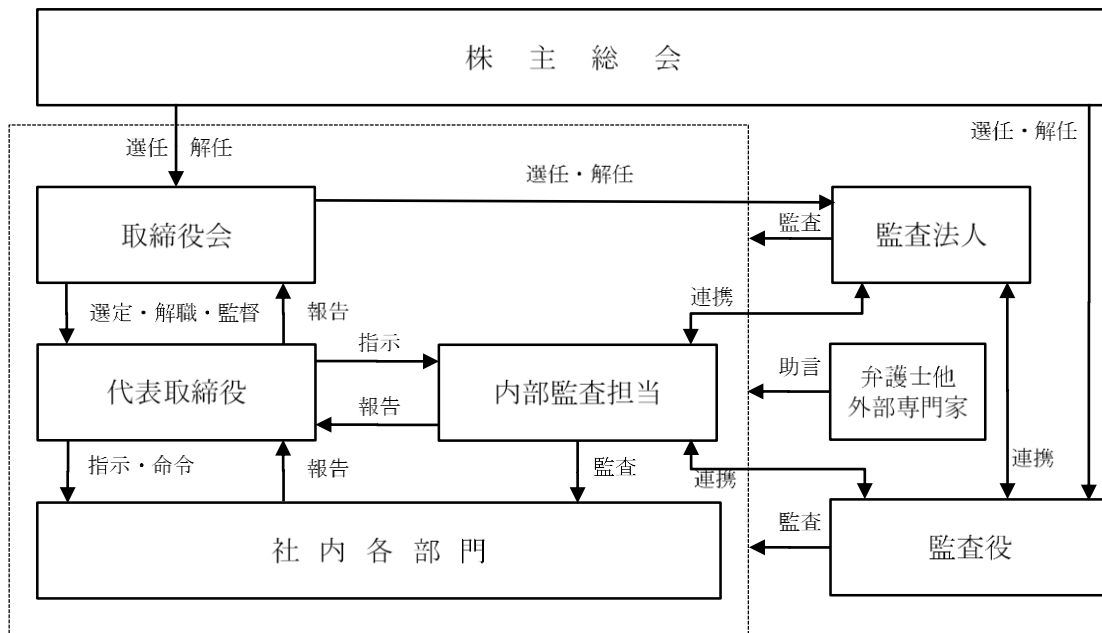 株主総会
選任 解任
選任・解任
選任・解任
取締役会
監査法人
監査
選定・解職・監督
報告
連携
指示
代表取締役
内部監査担当
助言
弁護士他
外部専門家
報告
指示・命令
報告
監査
連携
連携
社内各部門
監査
監査役